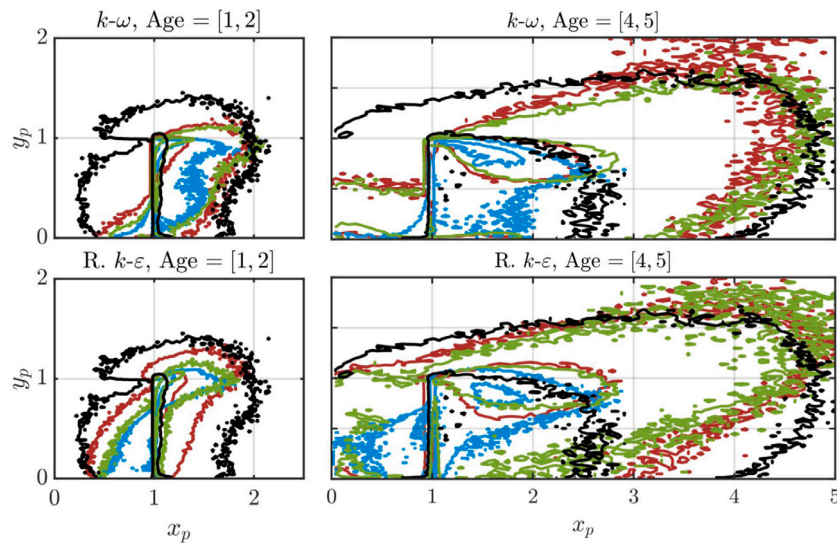 k-ω, Age = [1, 2]
k-ω, Age = [4, 5]
2
1
0
y_p
R. k-ε, Age = [1, 2]
R. k-ε, Age = [4, 5]
2
1
0
y_p
0 1 2
0 1 2 3 4 5
x_p
x_p